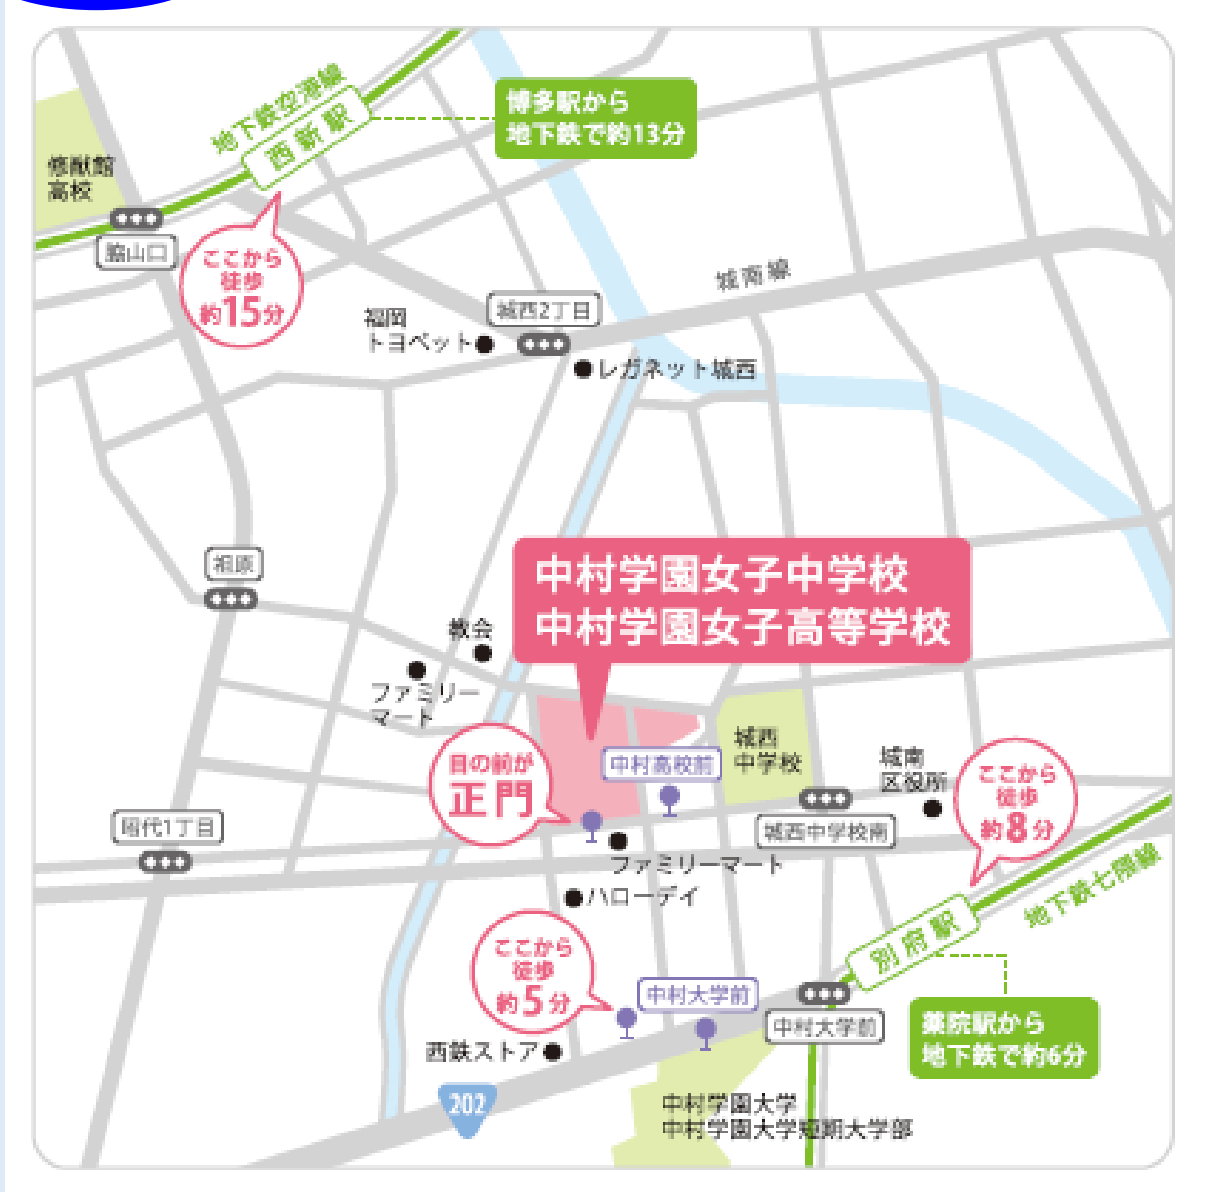 地下鉄空港線
西新駅
博多駅から
地下鉄で約13分
修猷館
高校
脇山口
ここから
徒歩
約15分
城南線
福岡
トヨペット
城西2丁目
レガネット城西
祖原
中村学園女子中学校
中村学園女子高等学校
教会
ファミリー
マート
城西
中学校
中村高校前
目の前が
正門
城南
区役所
ここから
徒歩
約8分
昭代1丁目
城西中学校南
ファミリーマート
ハローデイ
地下鉄七隈線
別府駅
ここから
徒歩
約5分
中村大学前
中村大学前
薬院駅から
地下鉄で約6分
西鉄ストア
202
中村学園大学
中村学園大学短期大学部